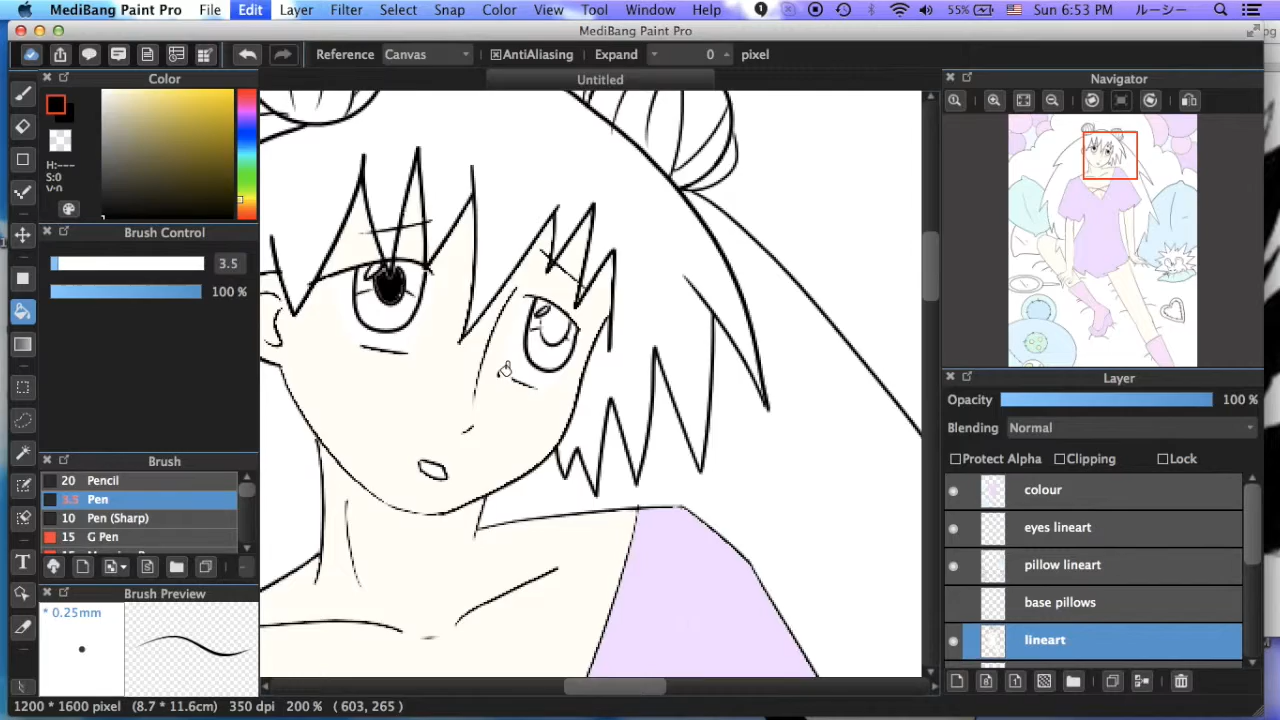 MediBang Paint Pro File Edit Layer Filter Select Snap Color View Tool Window Help 55% Sun 6:53 PM ルーシー
MediBang Paint Pro
Reference Canvas AntiAliasing Expand 0 pixel
Untitled
Color
H:---
S:0
V:0
Brush Control
3.5
100 %
Brush
20 Pencil
3.5 Pen
10 Pen (Sharp)
15 G Pen
Brush Preview
* 0.25mm
1200 * 1600 pixel (8.7 * 11.6cm) 350 dpi 200 % ( 603, 265 )
Navigator
Layer
Opacity 100 %
Blending Normal
Protect Alpha Clipping Lock
colour
eyes lineart
pillow lineart
base pillows
lineart